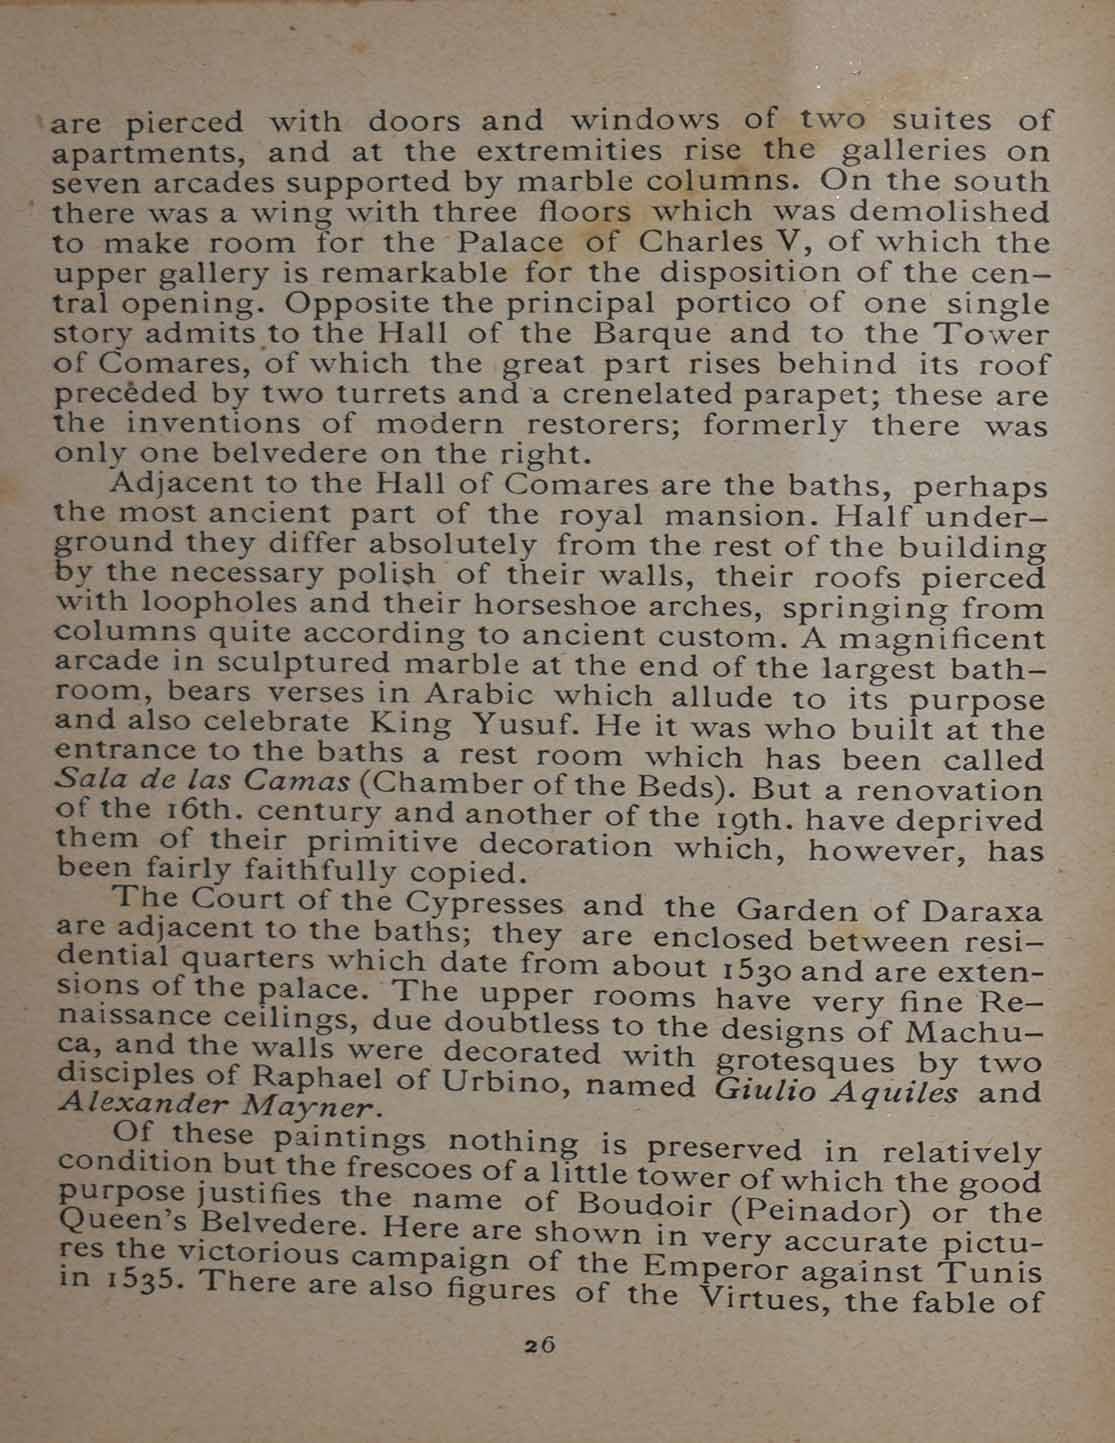 are pierced with doors and windows of two suites of
apartments, and at the extremities rise the galleries on
seven arcades supported by marble columns. On the south
there was a wing with three floors which was demolished
to make room for the Palace of Charles V, of which the
upper gallery is remarkable for the disposition of the cen–
tral opening. Opposite the principal portico of one single
story admits to the Hall of the Barque and to the Tower
of Comares, of which the great part rises behind its roof
precêded by two turrets and a crenelated parapet; these are
the inventions of modern restorers; formerly there was
only one belvedere on the right.
Adjacent to the Hall of Comares are the baths, perhaps
the most ancient part of the royal mansion. Half under–
ground they differ absolutely from the rest of the building
by the necessary polish of their walls, their roofs pierced
with loopholes and their horseshoe arches, springing from
columns quite according to ancient custom. A magnificent
arcade in sculptured marble at the end of the largest bath–
room, bears verses in Arabic which allude to its purpose
and also celebrate King Yusuf. He it was who built at the
entrance to the baths a rest room which has been called
Sala de las Camas (Chamber of the Beds). But a renovation
of the 16th. century and another of the 19th. have deprived
them of their primitive decoration which, however, has
been fairly faithfully copied.
The Court of the Cypresses and the Garden of Daraxa
are adjacent to the baths; they are enclosed between resi–
dential quarters which date from about 1530 and are exten-
sions of the palace. The upper rooms have very fine Re–
naissance ceilings, due doubtless to the designs of Machu–
ca, and the walls were decorated with grotesques by two
disciples of Raphael of Urbino, named Giulio Aquiles and
Alexander Mayner.
Of these paintings nothing is preserved in relatively
condition but the frescoes of a little tower of which the good
purpose justifies the name of Boudoir (Peinador) or the
Queen's Belvedere. Here are shown in very accurate pictu-
res the victorious campaign of the Emperor against Tunis
in 1535. There are also figures of the Virtues, the fable of
26